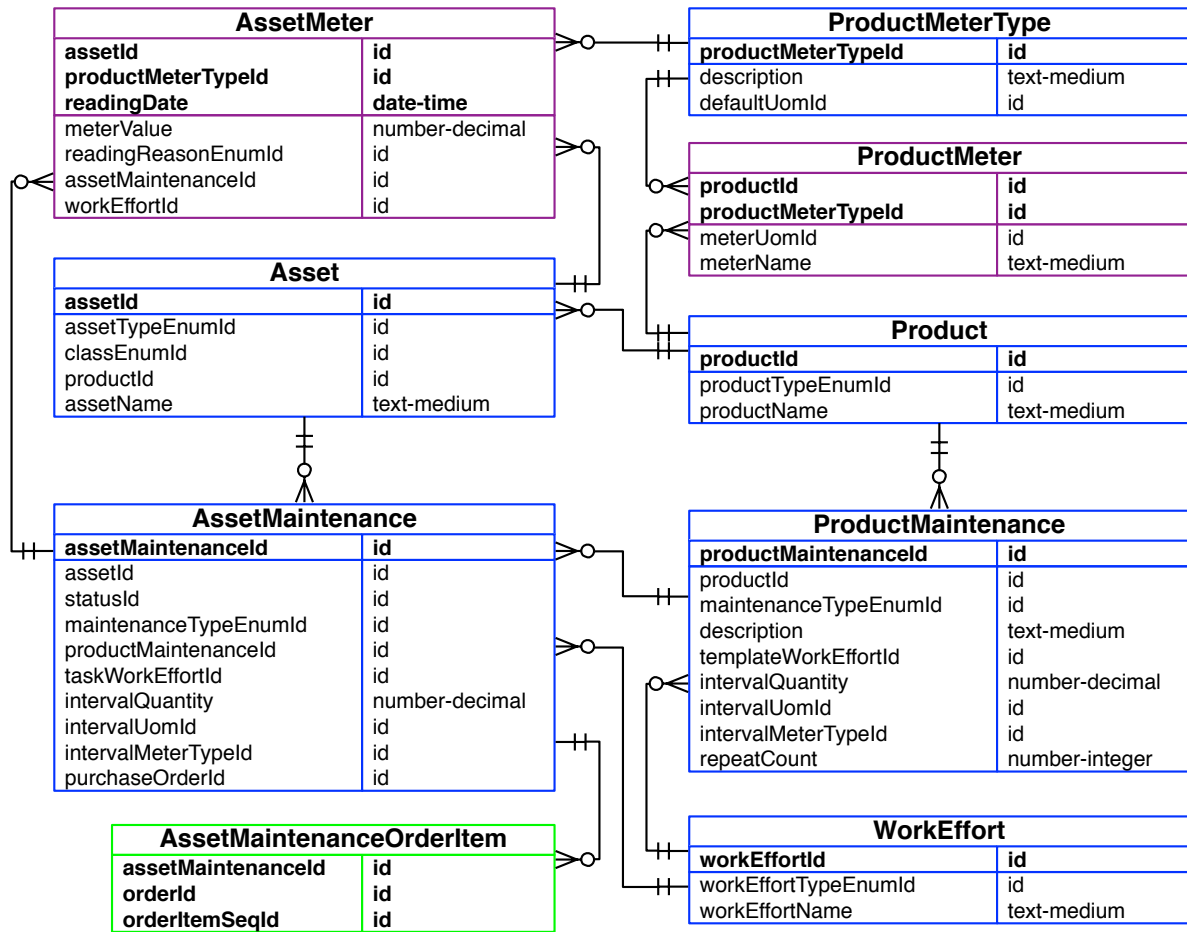 AssetMeter
assetId id
productMeterTypeId id
readingDate date-time
meterValue number-decimal
readingReasonEnumId id
assetMaintenanceId id
workEffortId id
ProductMeterType
productMeterTypeId id
description text-medium
defaultUomId id
ProductMeter
productId id
productMeterTypeId id
meterUomId id
meterName text-medium
Asset
assetId id
assetTypeEnumId id
classEnumId id
productId id
assetName text-medium
Product
productId id
productTypeEnumId id
productName text-medium
AssetMaintenance
assetMaintenanceId id
assetId id
statusId id
maintenanceTypeEnumId id
productMaintenanceId id
taskWorkEffortId id
intervalQuantity number-decimal
intervalUomId id
intervalMeterTypeId id
purchaseOrderId id
ProductMaintenance
productMaintenanceId id
productId id
maintenanceTypeEnumId id
description text-medium
templateWorkEffortId id
intervalQuantity number-decimal
intervalUomId id
intervalMeterTypeId id
repeatCount number-integer
AssetMaintenanceOrderItem
assetMaintenanceId id
orderId id
orderItemSeqId id
WorkEffort
workEffortId id
workEffortTypeEnumId id
workEffortName text-medium